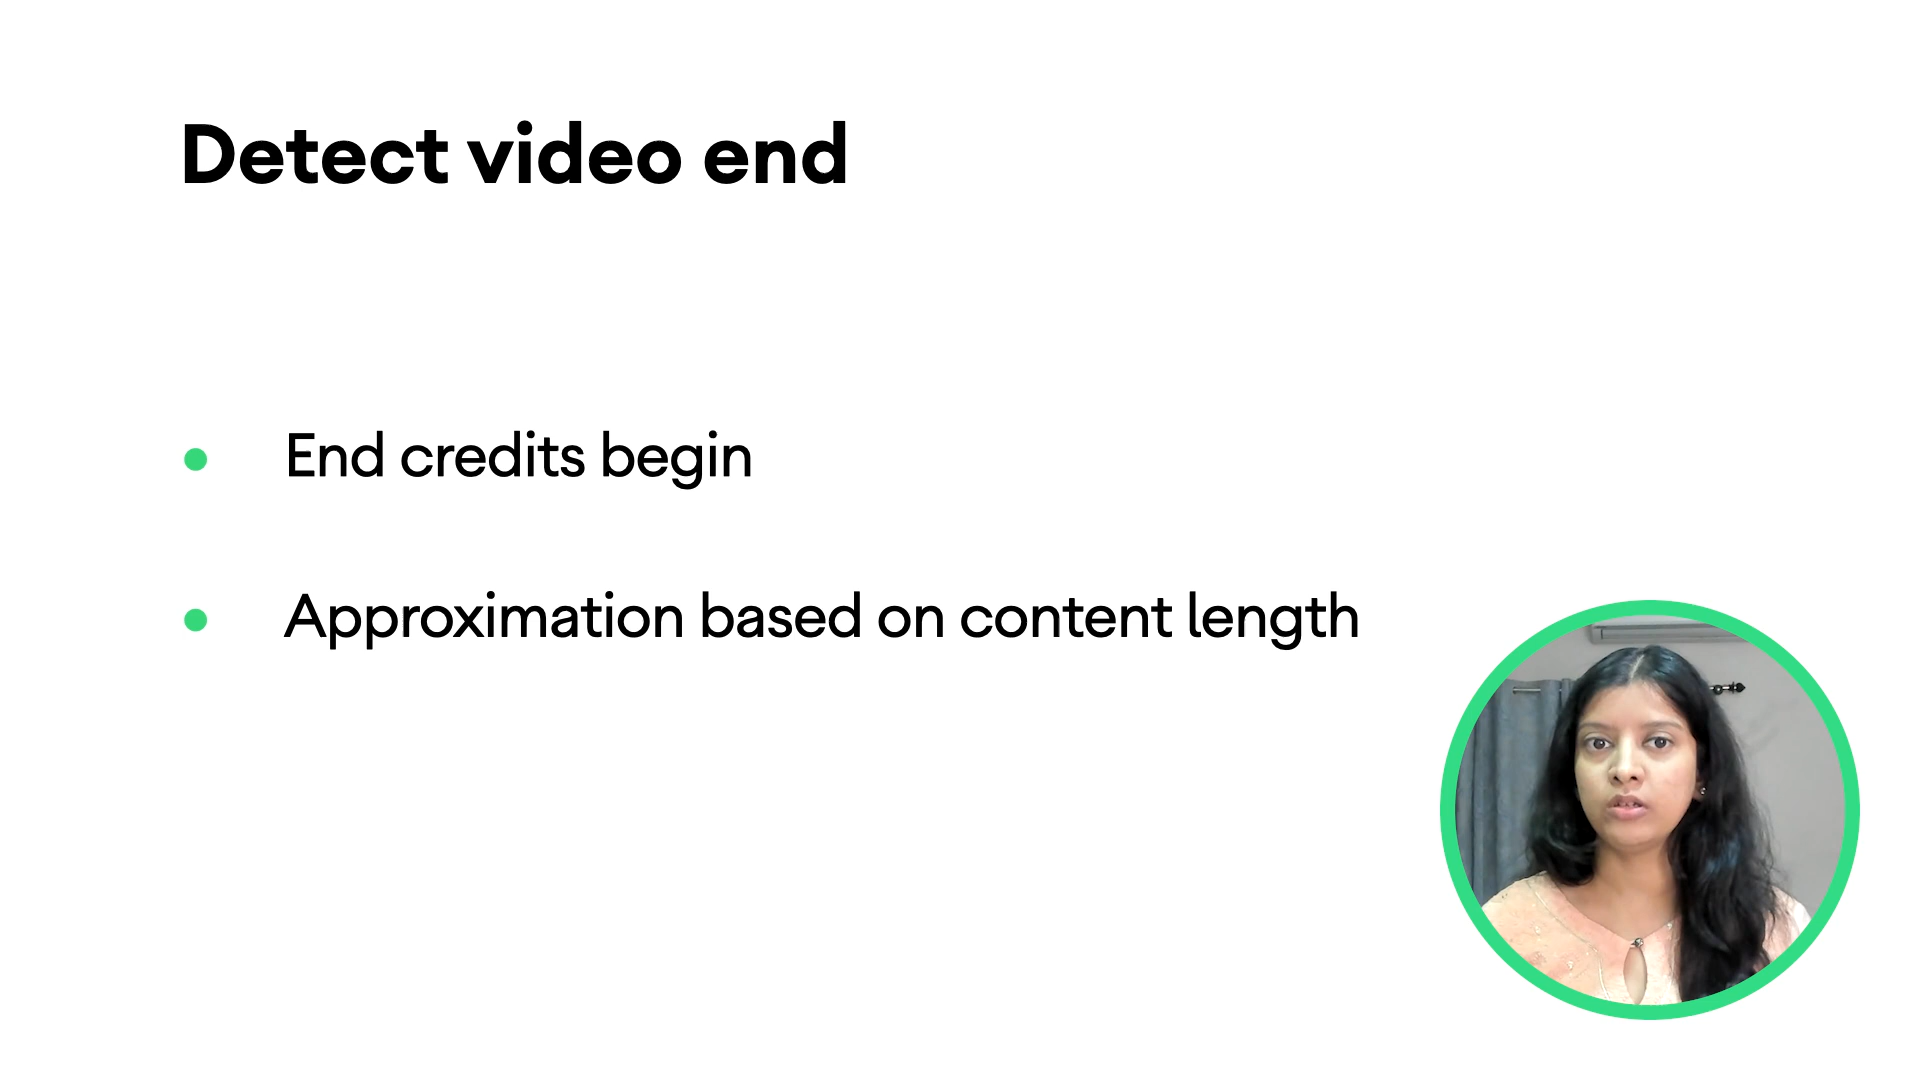 Detect video end
End credits begin
Approximation based on content length